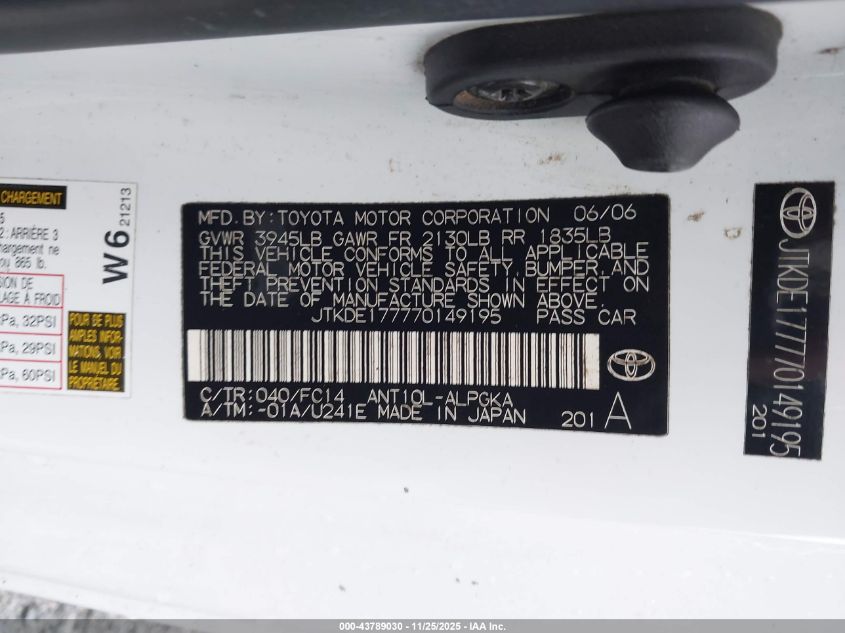 CHARGEMENT
5
2: ARRIÈRE 3
hargement ne
ou 865 lb.
SION DE
LAGE À FROID
Pa, 32PSI
Pa, 29PSI
Pa, 60PSI
POUR DE PLUS
AMPLES INFOR-
MATIONS, VOIR
LE MANUEL DU
PROPRIÉTAIRE.
W6
21213
MFD. BY: TOYOTA MOTOR CORPORATION 06/06
GVWR 3945LB GAWR FR 2130LB RR 1835LB
THIS VEHICLE CONFORMS TO ALL APPLICABLE
FEDERAL MOTOR VEHICLE SAFETY, BUMPER, AND
THEFT PREVENTION STANDARDS IN EFFECT ON
THE DATE OF MANUFACTURE SHOWN ABOVE.
JTKDE177770149195 PASS CAR
C/TR: 040/FC14 ANT10L-ALPGKA
A/TM: -01A/U241E MADE IN JAPAN 201 A
JTKDE177770149195
201
000-43789030 - 11/25/2025 - IAA Inc.